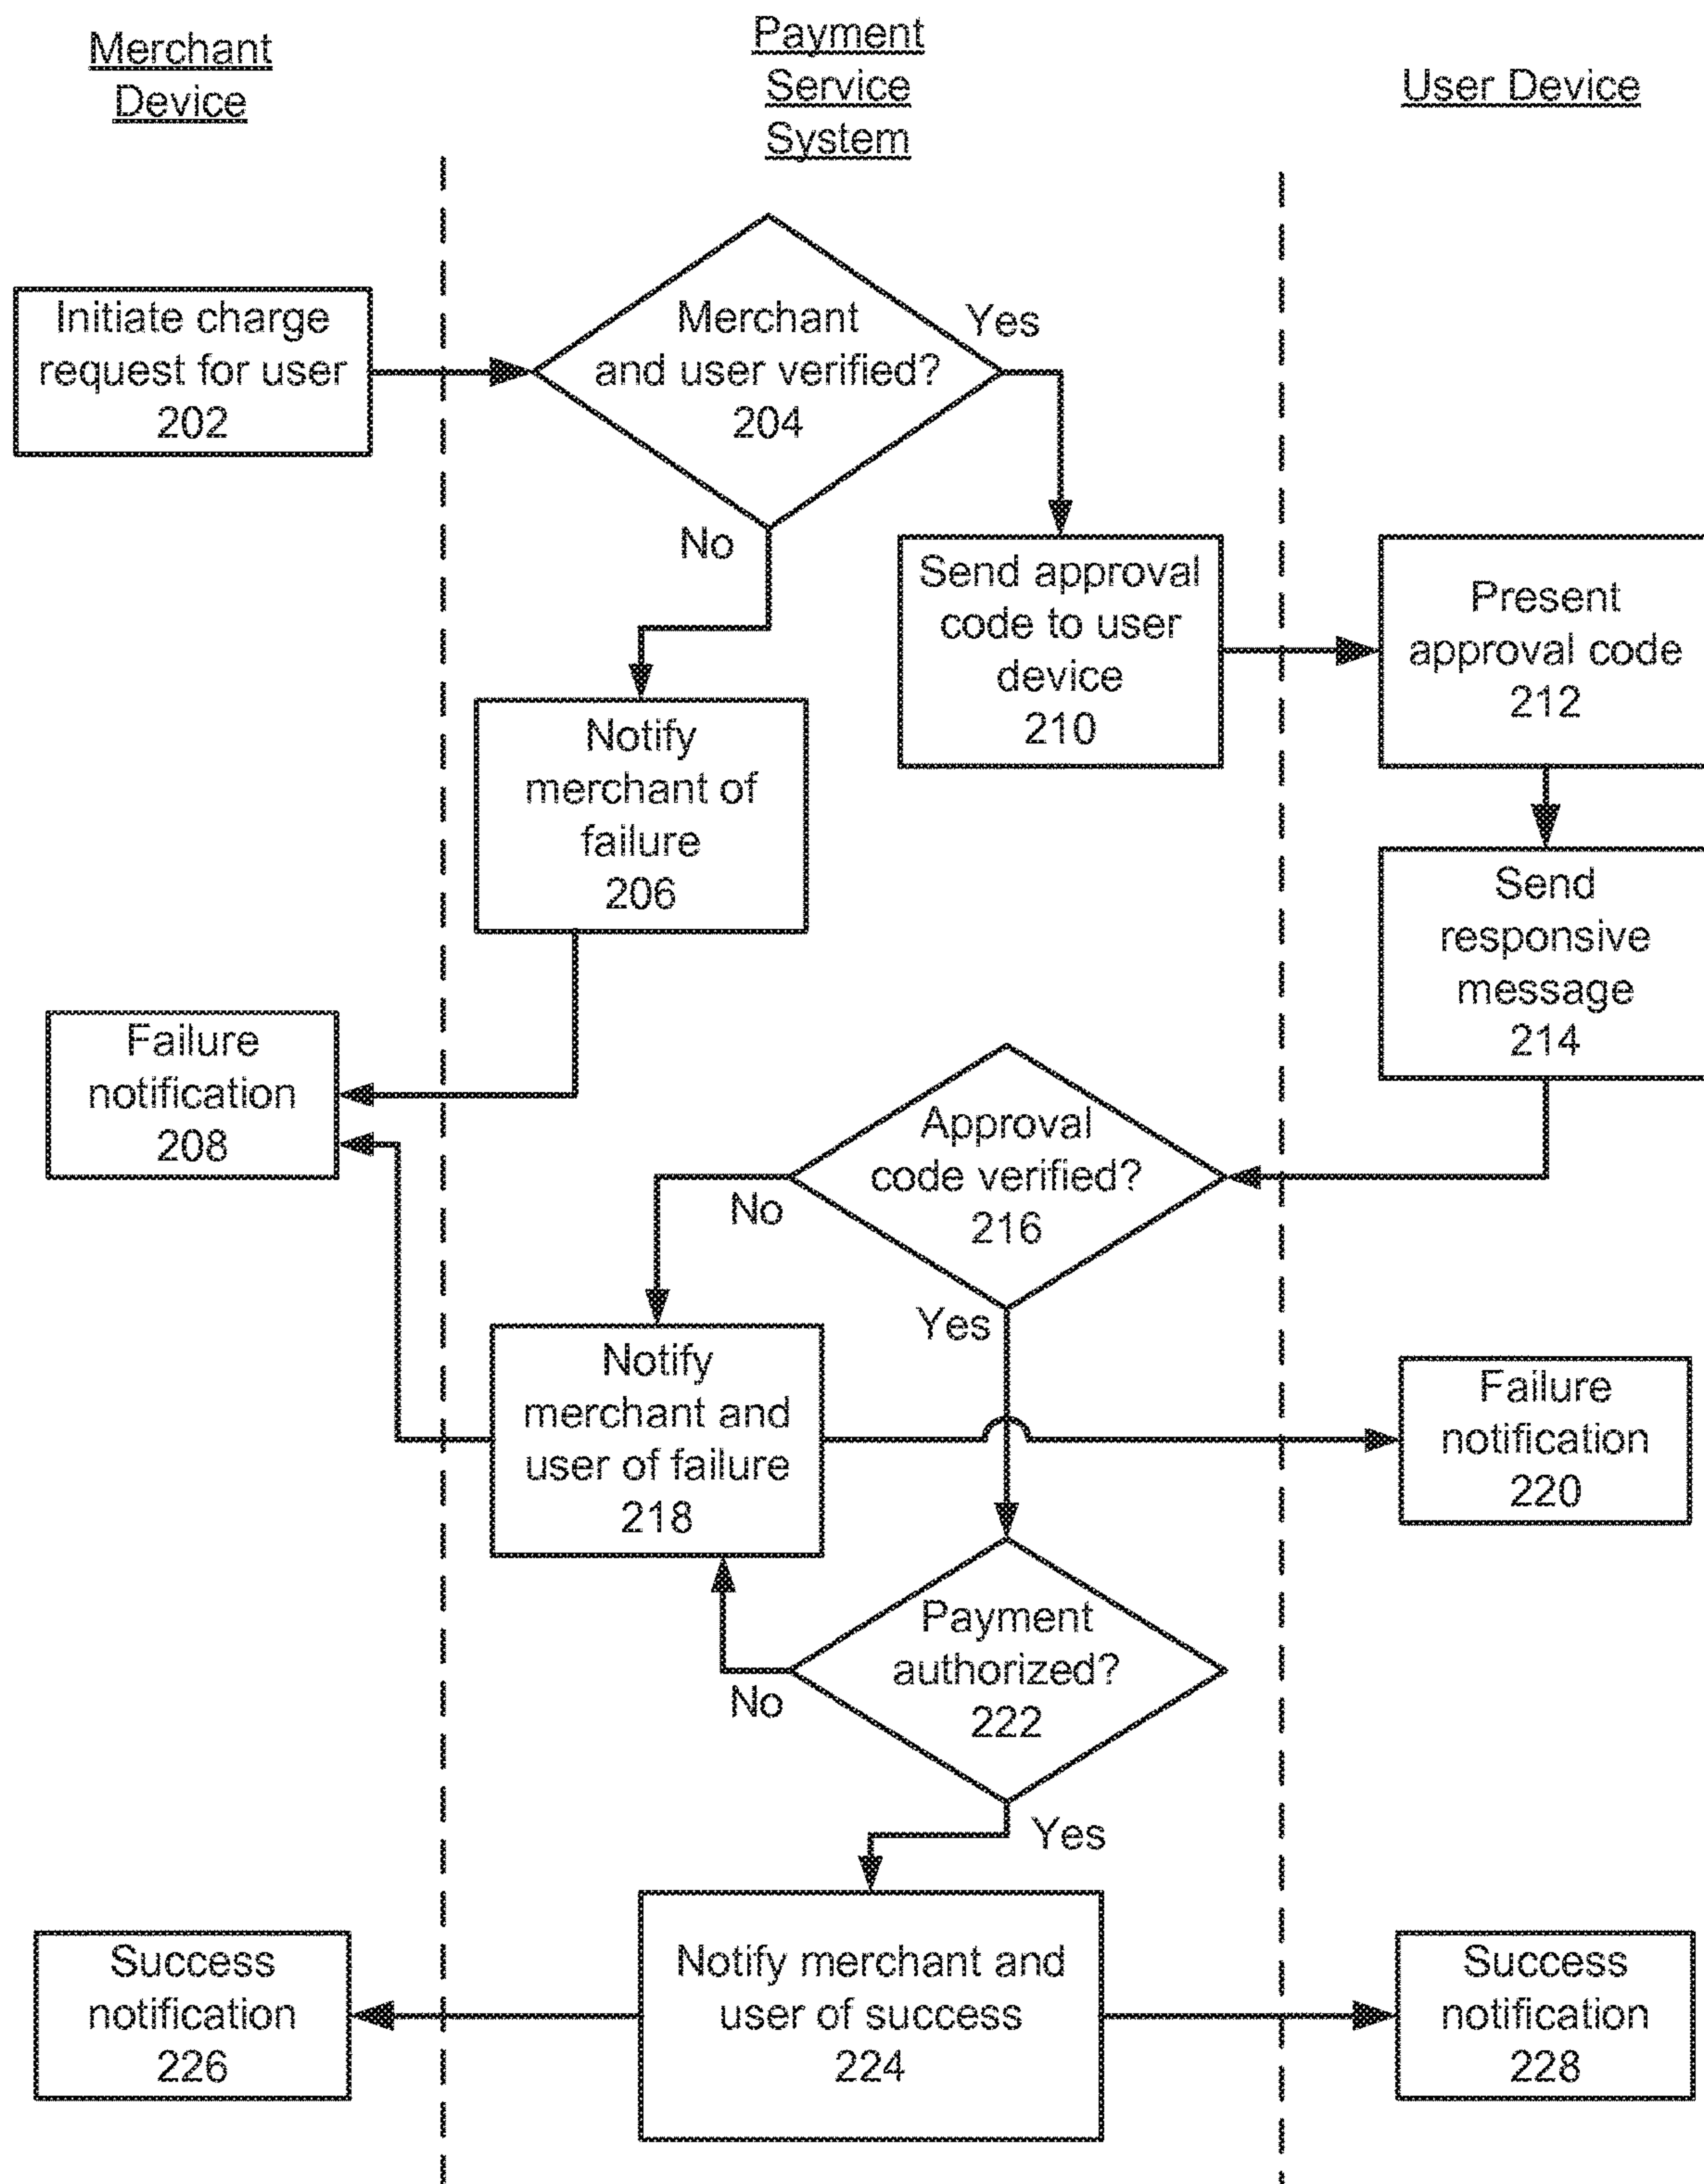 Merchant
Device
Payment
Service
System
User Device
Initiate charge
request for user
202
Merchant
and user verified?
204
Yes
No
Send approval
code to user
device
210
Present
approval code
212
Notify
merchant of
failure
206
Send
responsive
message
214
Failure
notification
208
Approval
code verified?
216
No
Yes
Notify
merchant and
user of failure
218
Failure
notification
220
Payment
authorized?
222
No
Yes
Success
notification
226
Notify merchant and
user of success
224
Success
notification
228